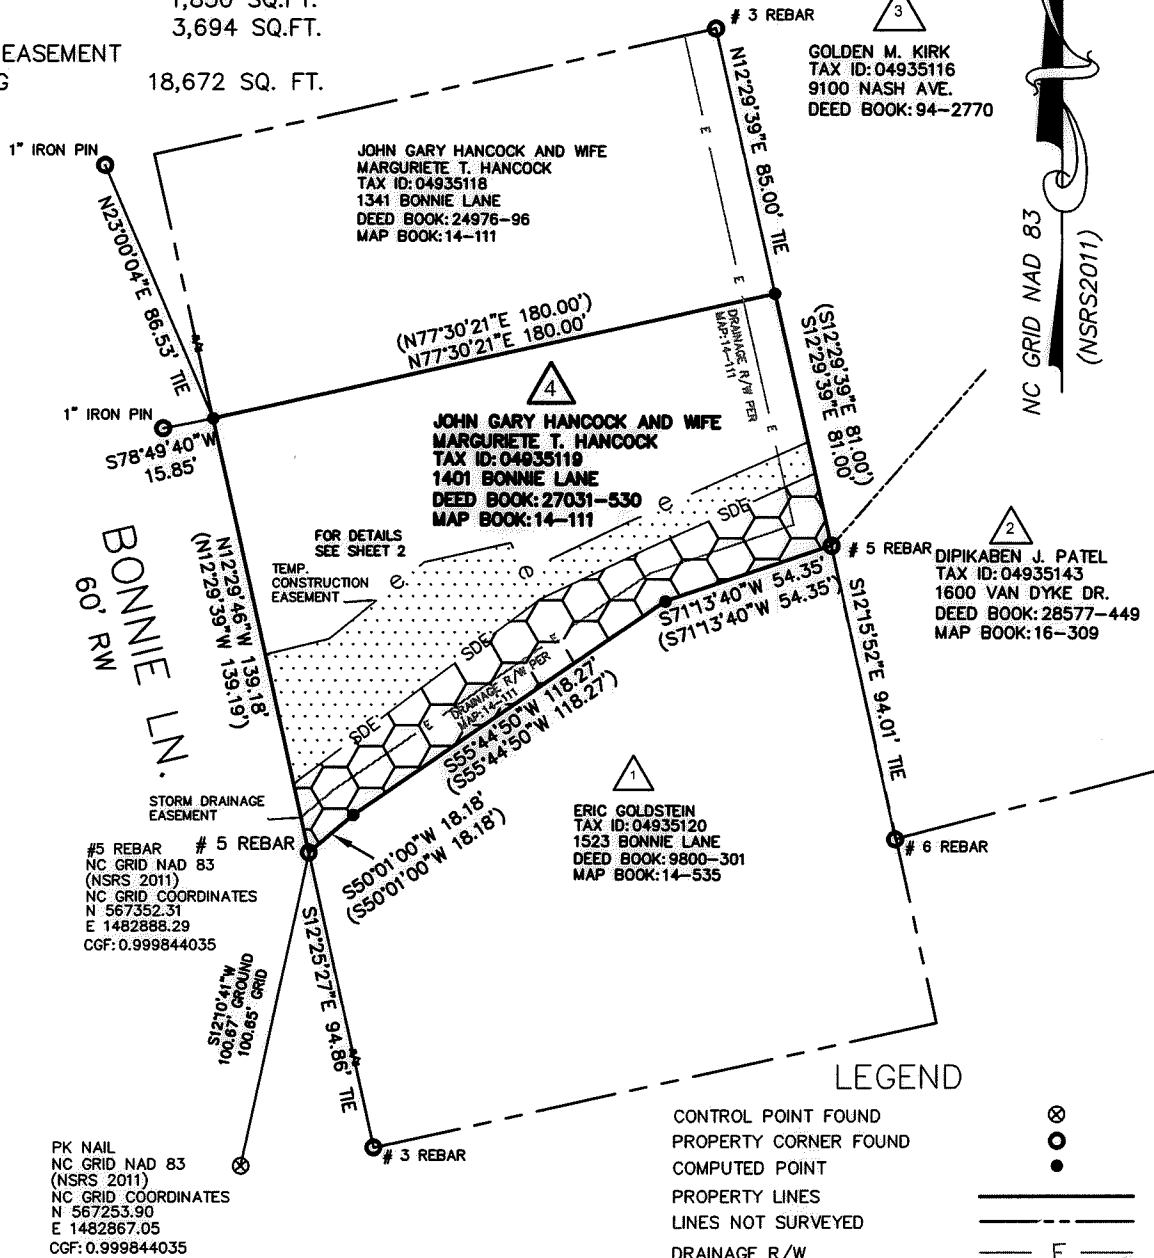 1,850 SQ.FT.
3,694 SQ.FT.
EASEMENT
G 18,672 SQ. FT.
# 3 REBAR
3
GOLDEN M. KIRK
TAX ID: 04935116
9100 NASH AVE.
DEED BOOK: 94-2770
1" IRON PIN
JOHN GARY HANCOCK AND WIFE
MARGURIETE T. HANCOCK
TAX ID: 04935118
1341 BONNIE LANE
DEED BOOK: 24976-96
MAP BOOK: 14-111
N12°29'39"E 85.00' TIE
E
E
N23°00'04"E 86.53' TIE
NC GRID NAD 83
(NSRS2011)
(N77°30'21"E 180.00')
N77°30'21"E 180.00'
DRAINAGE R/W PER
MAP: 14-111
E
(S12°29'39"E 81.00')
S12°29'39"E 81.00'
1" IRON PIN
S78°49'40"W
15.85'
4
JOHN GARY HANCOCK AND WIFE
MARGURIETE T. HANCOCK
TAX ID: 04935119
1401 BONNIE LANE
DEED BOOK: 27031-530
MAP BOOK: 14-111
BONNIE LN.
60' RW
N12°29'46"W 139.18'
(N12°29'39"W 139.19')
FOR DETAILS
SEE SHEET 2
TEMP.
CONSTRUCTION
EASEMENT
e
e
e
SDE
SDE
SDE
E
E
DRAINAGE R/W PER
MAP: 14-111
# 5 REBAR
2
DIPIKABEN J. PATEL
TAX ID: 04935143
1600 VAN DYKE DR.
DEED BOOK: 28577-449
MAP BOOK: 16-309
S71°13'40"W 54.35'
(S71°13'40"W 54.35')
S12°15'52"E 94.01' TIE
S55°44'50"W 118.27'
(S55°44'50"W 118.27')
STORM DRAINAGE
EASEMENT
1
ERIC GOLDSTEIN
TAX ID: 04935120
1523 BONNIE LANE
DEED BOOK: 9800-301
MAP BOOK: 14-535
# 6 REBAR
# 5 REBAR
#5 REBAR
NC GRID NAD 83
(NSRS 2011)
NC GRID COORDINATES
N 567352.31
E 1482888.29
CGF: 0.999844035
S50°01'00"W 18.18'
(S50°01'00"W 18.18')
S12°10'41"W
100.67' GROUND
100.65' GRID
S12°25'27"E 94.86' TIE
# 3 REBAR
PK NAIL
NC GRID NAD 83
(NSRS 2011)
NC GRID COORDINATES
N 567253.90
E 1482867.05
CGF: 0.999844035
LEGEND
CONTROL POINT FOUND
PROPERTY CORNER FOUND
COMPUTED POINT
PROPERTY LINES
LINES NOT SURVEYED
DRAINAGE R/W E